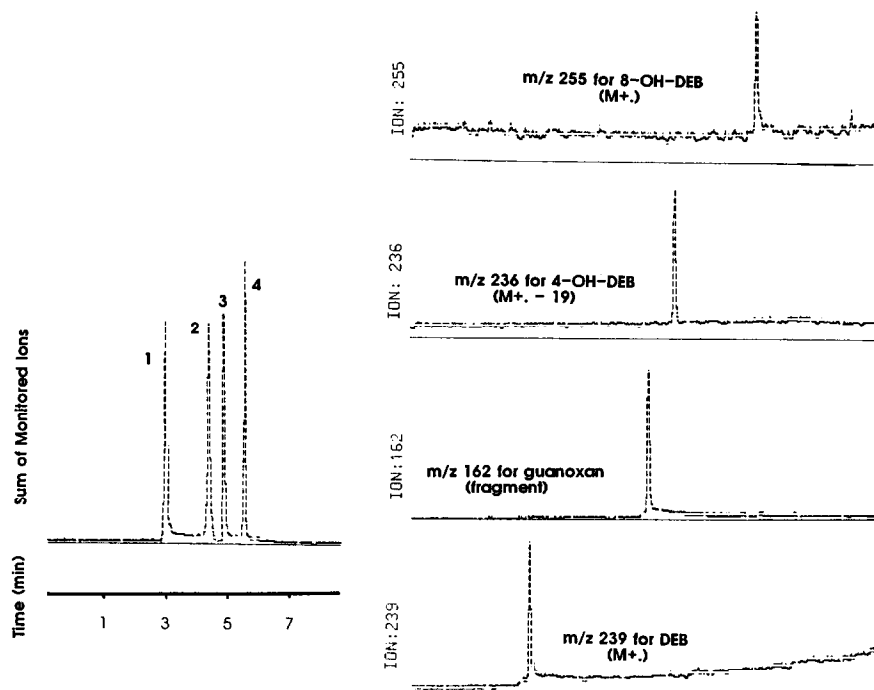 Sum of Monitored Ions
1
2
3
4
Time (min)
1 3 5 7
ION: 255
m/z 255 for 8-OH-DEB
(M+.)
ION: 236
m/z 236 for 4-OH-DEB
(M+. - 19)
ION:162
m/z 162 for guanoxan
(fragment)
ION:239
m/z 239 for DEB
(M+.)